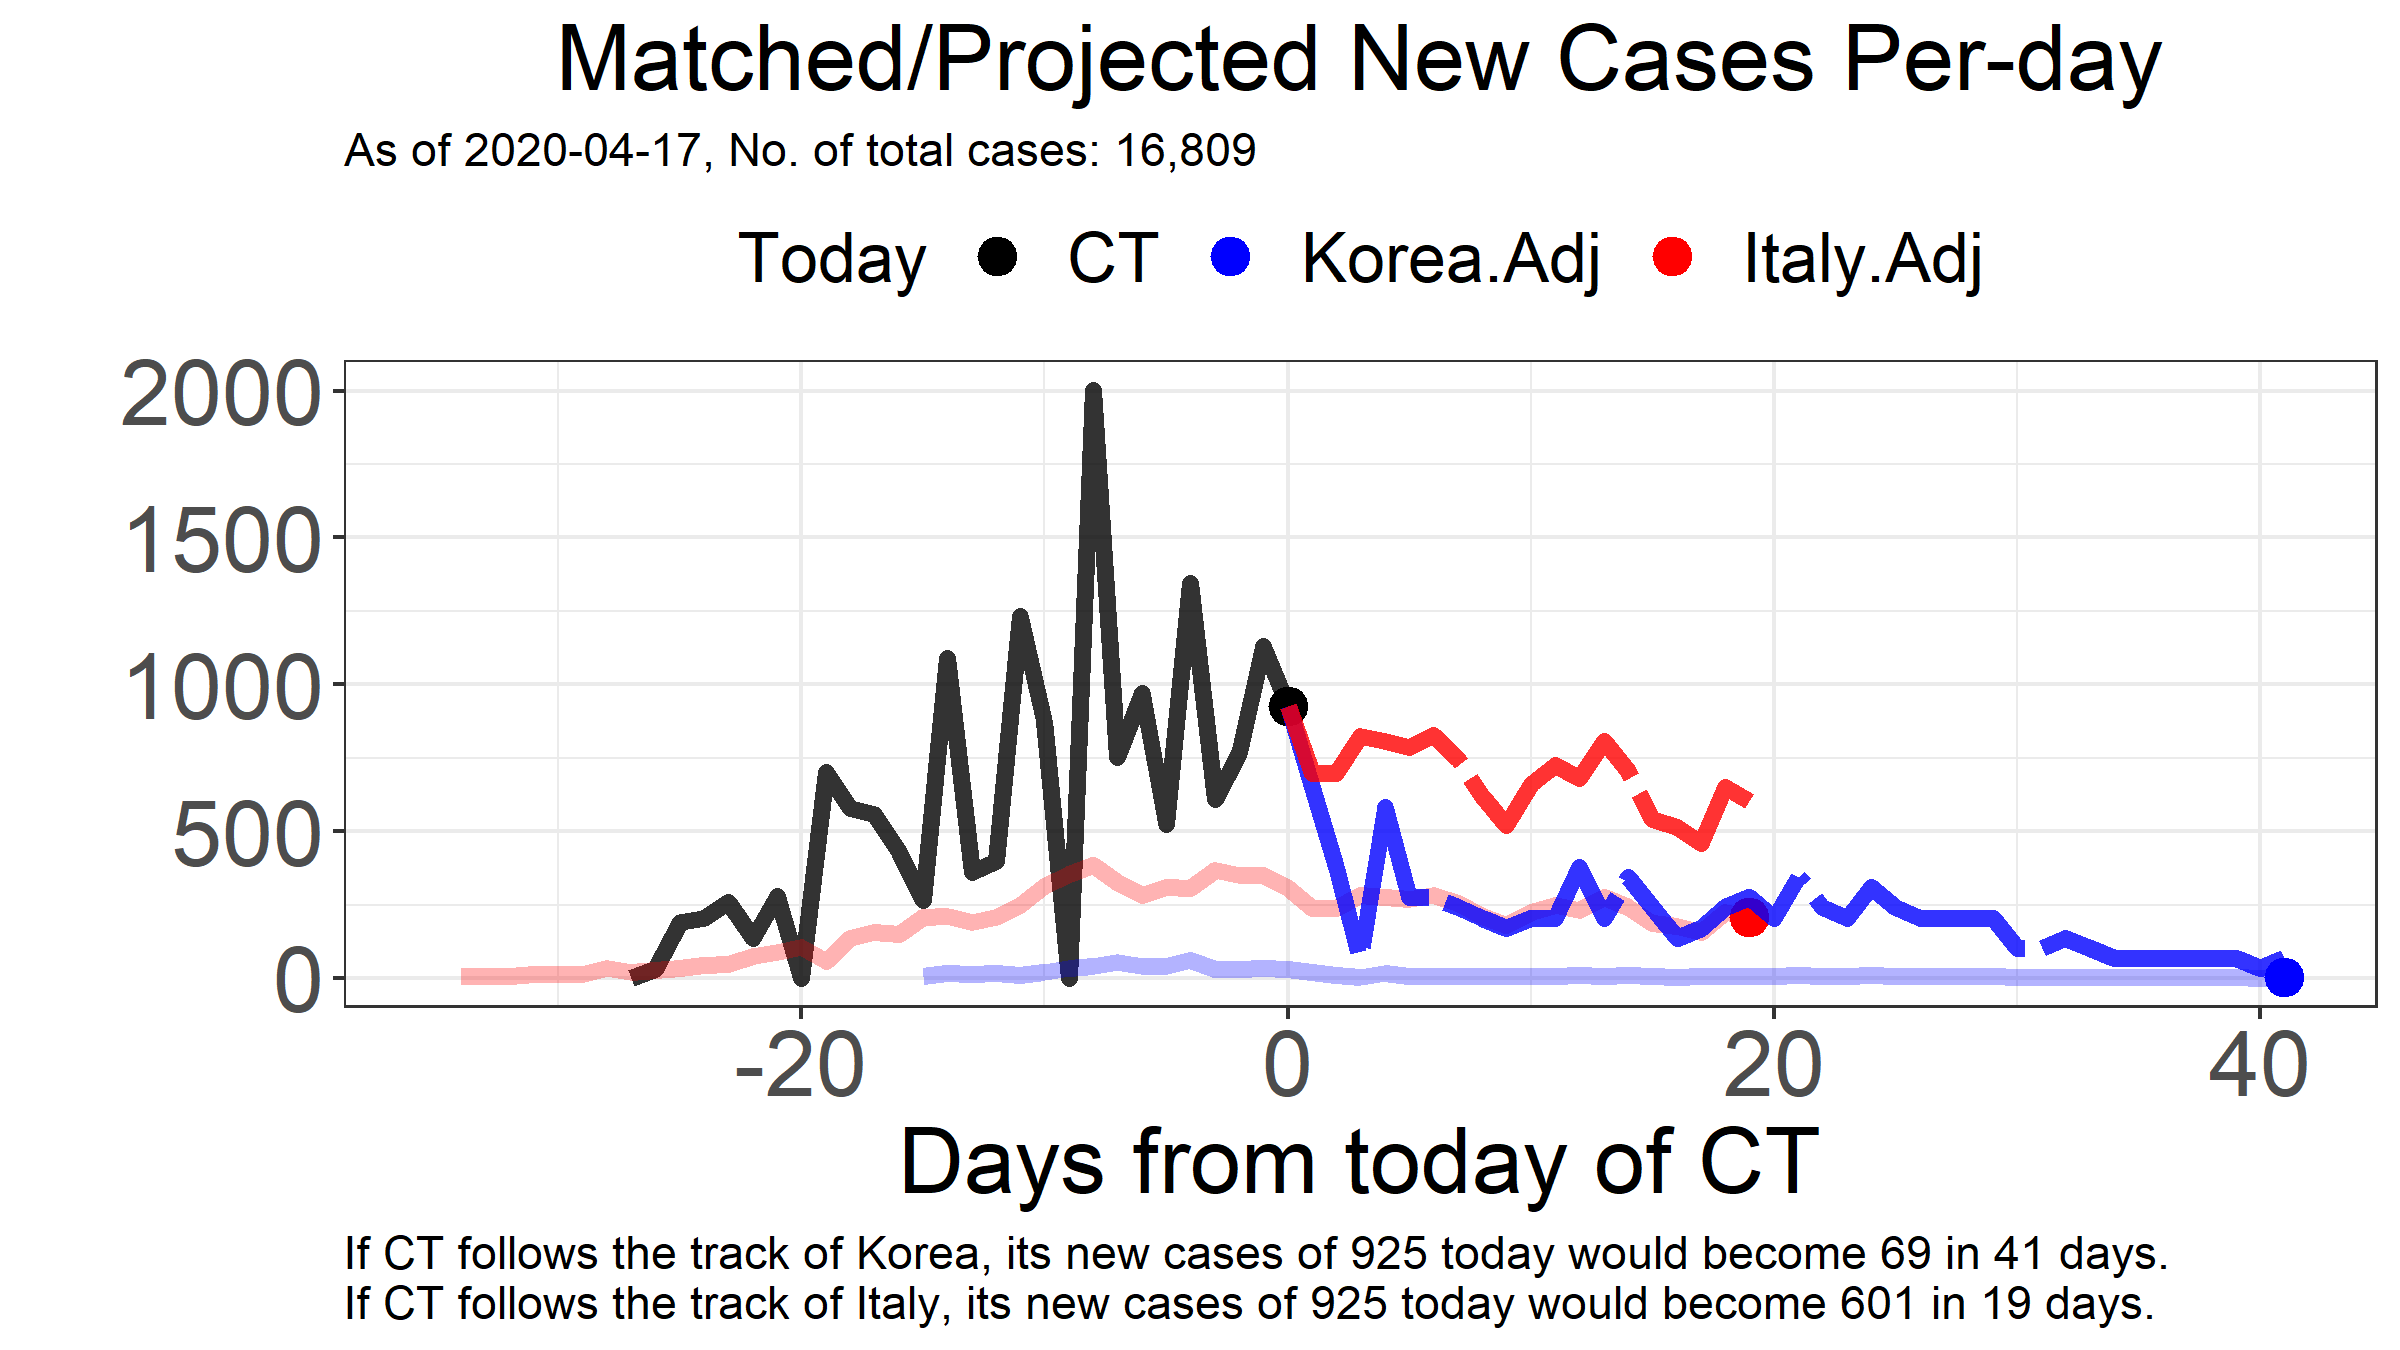 Matched/Projected New Cases Per-day
As of 2020-04-17, No. of total cases: 16,809
Today CT Korea.Adj Italy.Adj
2000
1500
1000
500
0
-20 0 20 40
Days from today of CT
If CT follows the track of Korea, its new cases of 925 today would become 69 in 41 days.
If CT follows the track of Italy, its new cases of 925 today would become 601 in 19 days.